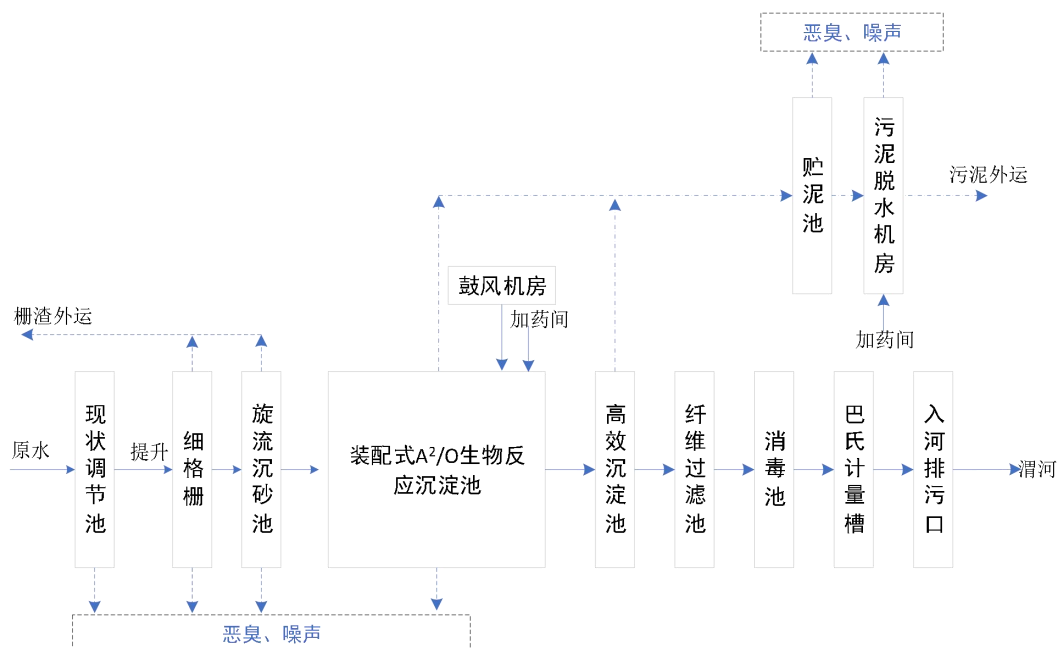 恶臭、噪声
贮泥池
污泥脱水机房
污泥外运
鼓风机房
加药间
加药间
栅渣外运
原水
现状调节池
提升
细格栅
旋流沉砂池
装配式A²/O生物反
应沉淀池
高效沉淀池
纤维过滤池
消毒池
巴氏计量槽
入河排污口
渭河
恶臭、噪声